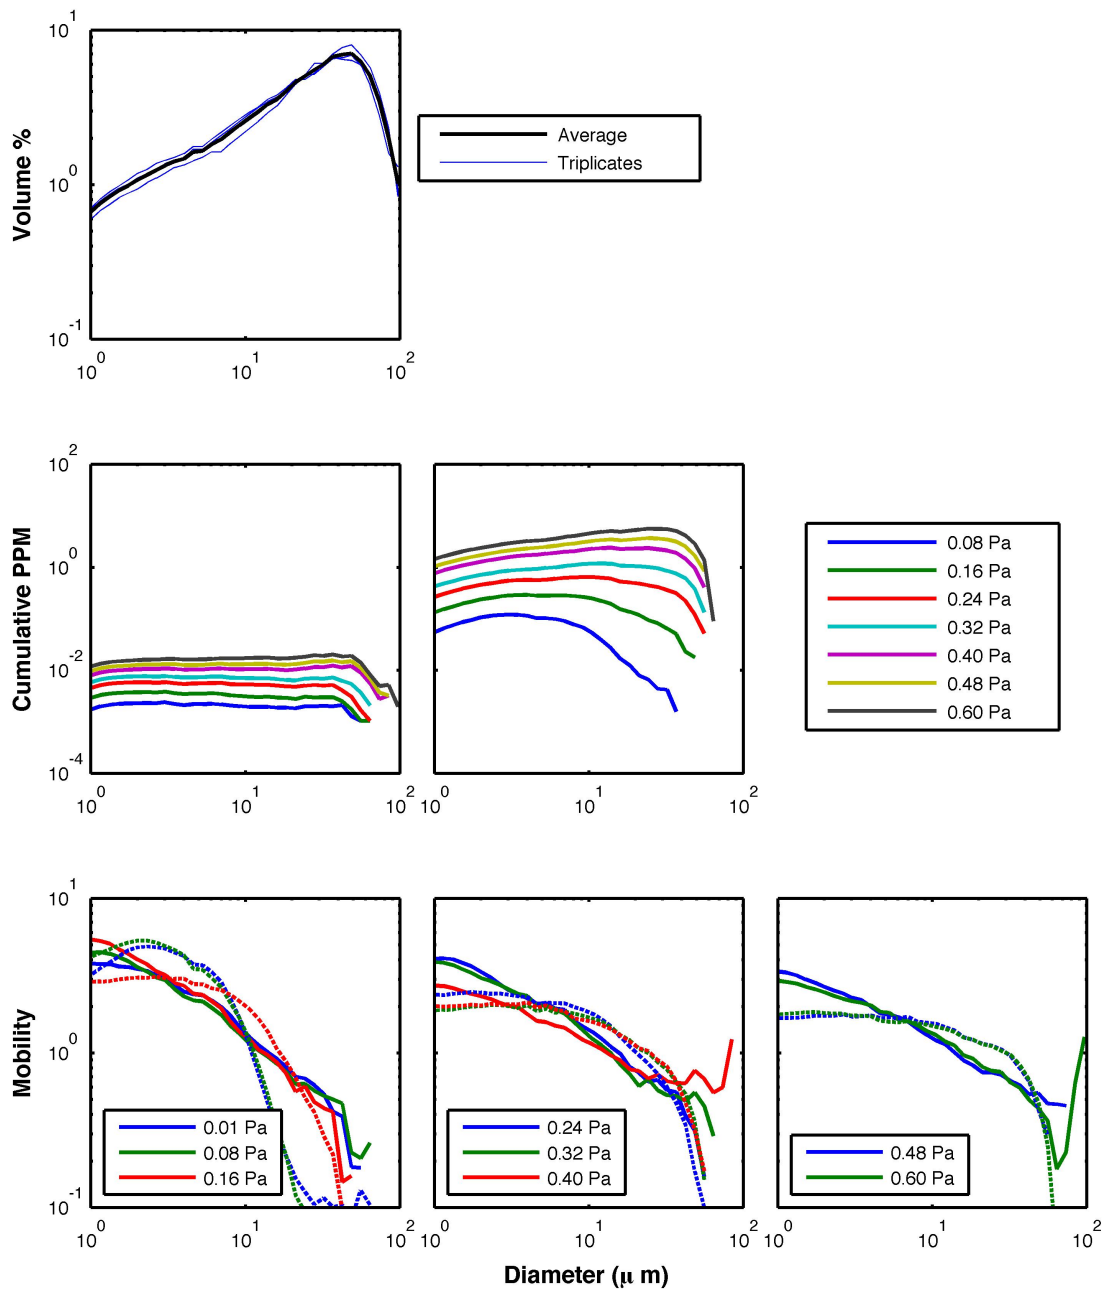 10^1
10^0
10^-1
Volume %
10^0 10^1 10^2
Average
Triplicates
10^2
10^0
10^-2
10^-4
Cumulative PPM
10^0 10^1 10^2
10^0 10^1 10^2
0.08 Pa
0.16 Pa
0.24 Pa
0.32 Pa
0.40 Pa
0.48 Pa
0.60 Pa
10^1
10^0
10^-1
Mobility
0.01 Pa
0.08 Pa
0.16 Pa
10^0 10^1 10^2
0.24 Pa
0.32 Pa
0.40 Pa
10^0 10^1 10^2
0.48 Pa
0.60 Pa
10^0 10^1 10^2
Diameter (μ m)